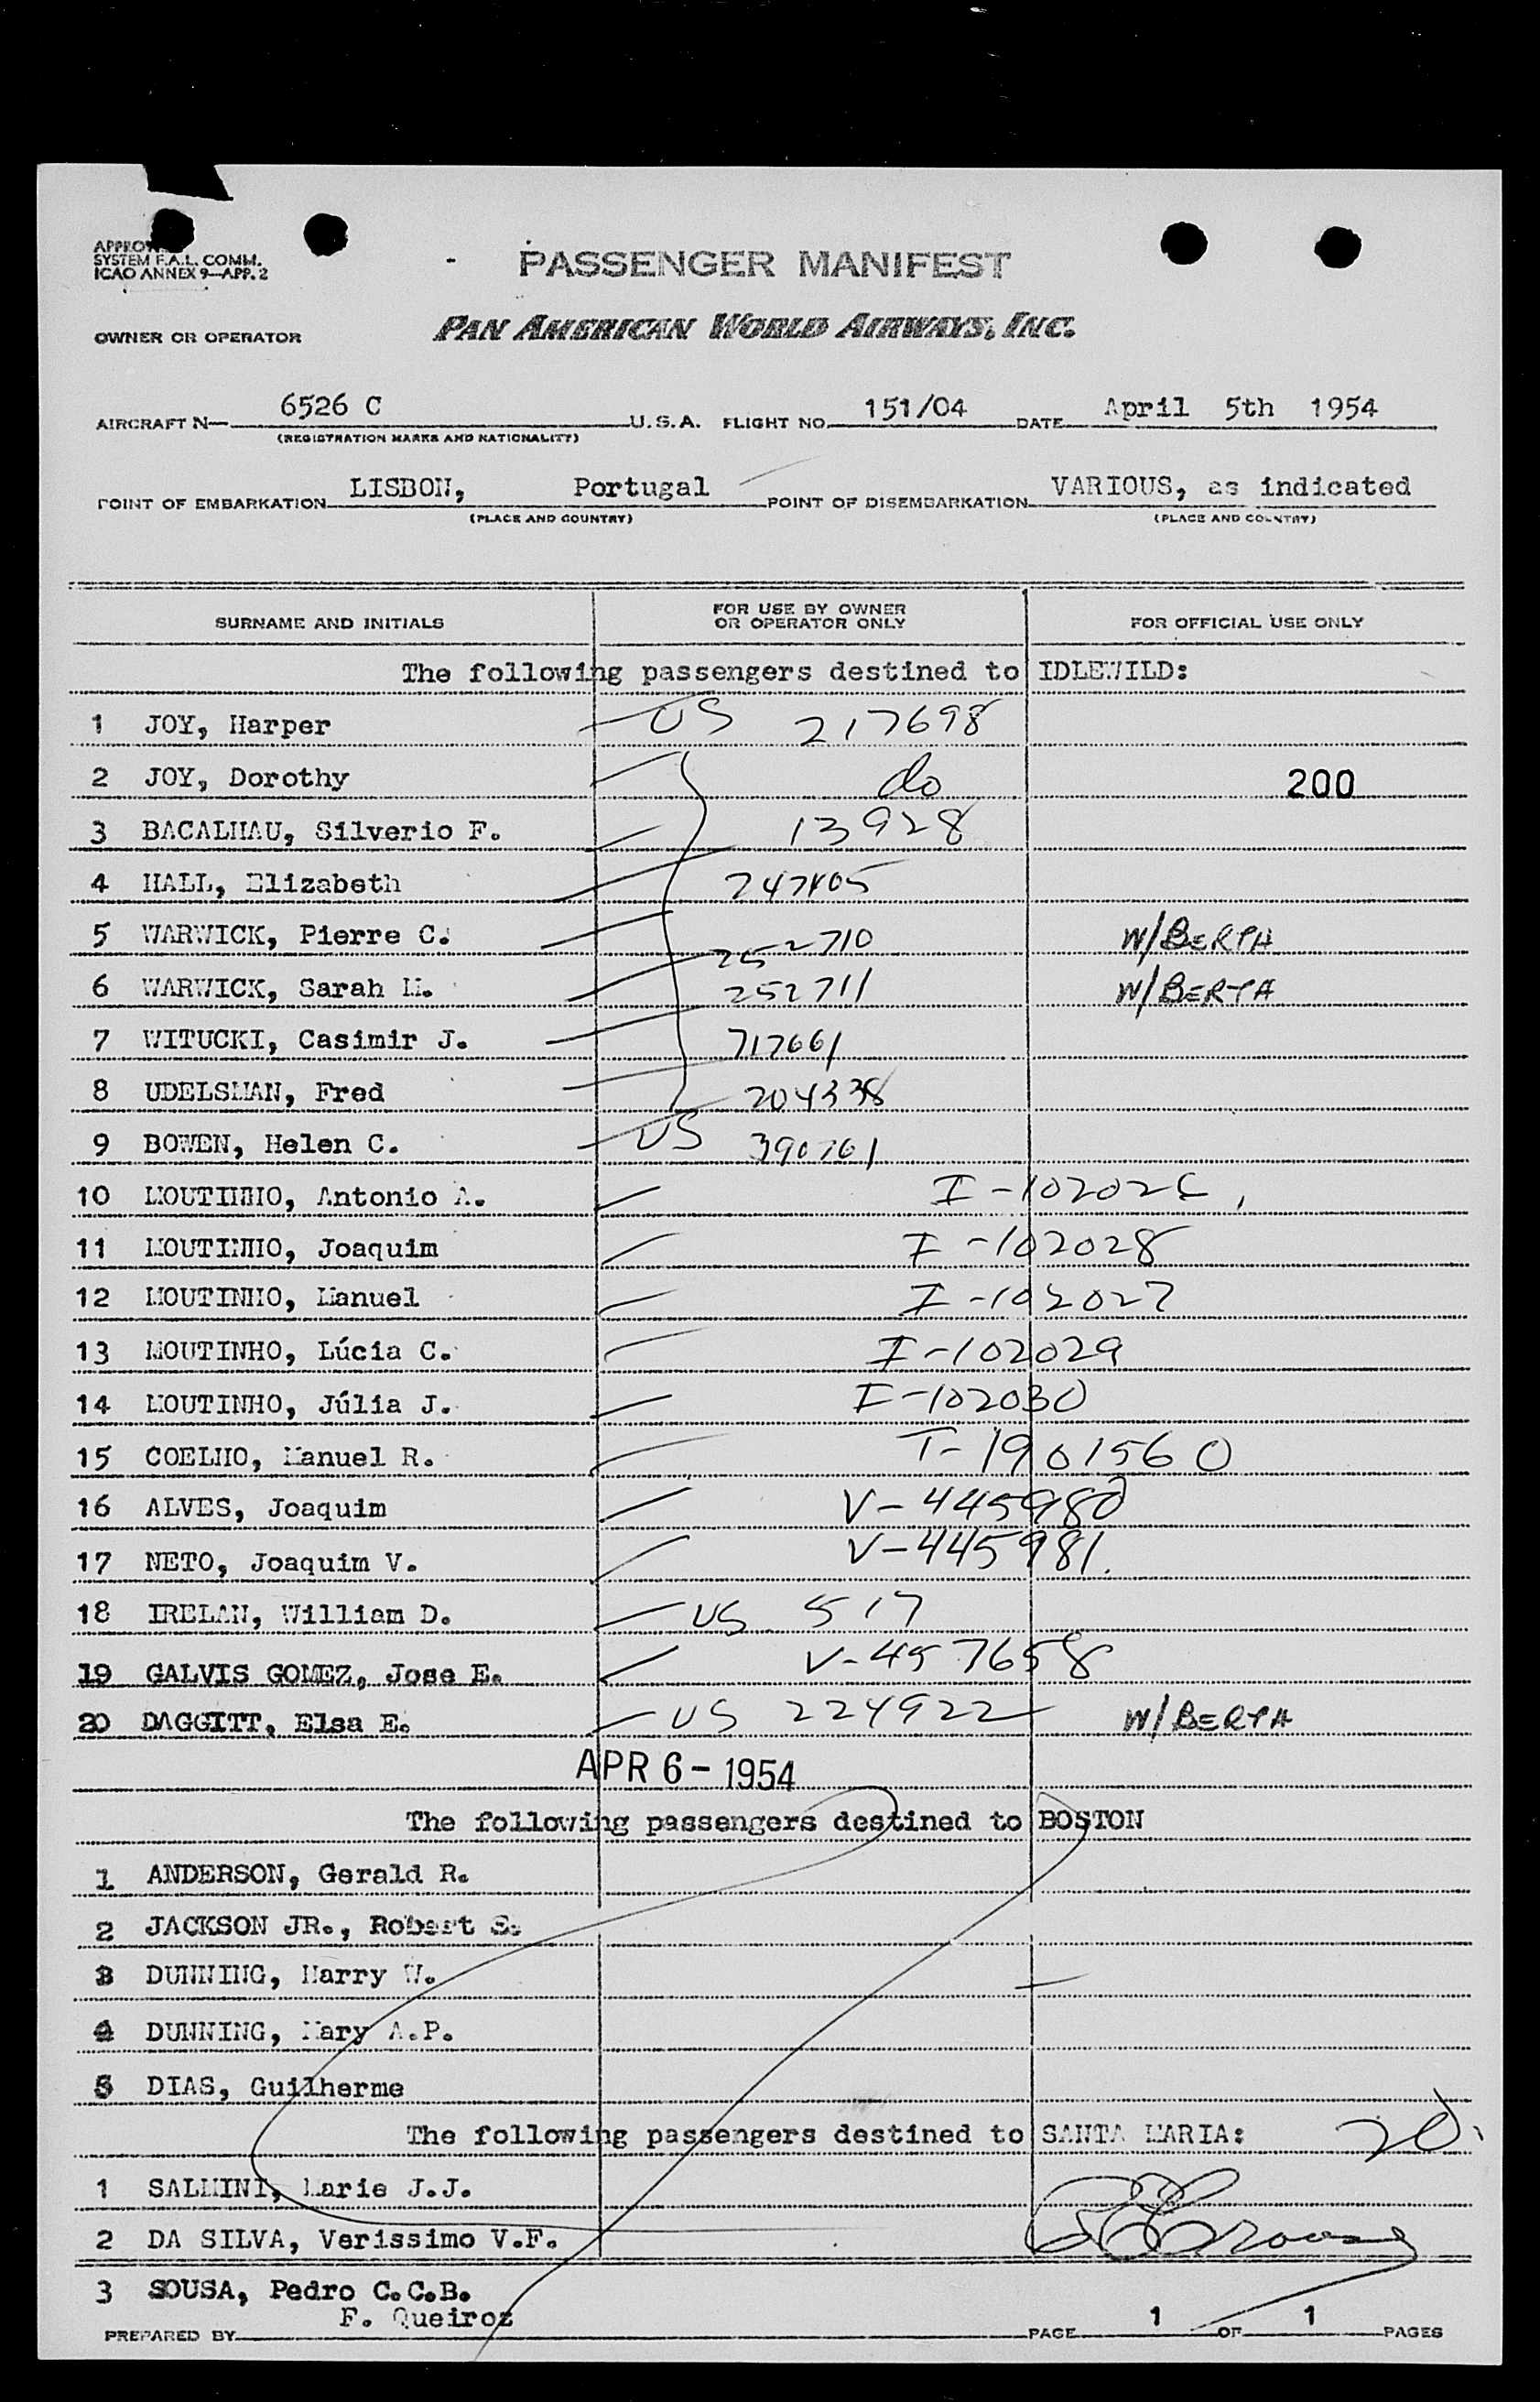 SYSTEM F.A.L. COMM.
ICAO ANNEX 9—APP. 2
PASSENGER MANIFEST
OWNER OR OPERATOR PAN AMERICAN WORLD AIRWAYS, INC.
AIRCRAFT N— 6526 C U.S.A. FLIGHT NO. 151/04 DATE April 5th 1954
(REGISTRATION MARKS AND NATIONALITY)
POINT OF EMBARKATION LISBON, Portugal POINT OF DISEMBARKATION VARIOUS, as indicated
(PLACE AND COUNTRY) (PLACE AND COUNTRY)
SURNAME AND INITIALS FOR USE BY OWNER OR OPERATOR ONLY FOR OFFICIAL USE ONLY
The following passengers destined to IDLEWILD:
1 JOY, Harper US 217698
2 JOY, Dorothy do 200
3 BACALHAU, Silverio F. 13928
4 HALL, Elizabeth
5 WARWICK, Pierre C. 252710 W/BERTH
6 WARWICK, Sarah M. 252711 W/BERTH
7 WITUCKI, Casimir J. 717661
8 UDELSMAN, Fred 204338
9 BOWEN, Helen C. US 390761
10 MOUTINHO, Antonio A.
11 MOUTINHO, Joaquim I-102028
12 MOUTINHO, Manuel I-102027
13 MOUTINHO, Lúcia C. I-102029
14 MOUTINHO, Júlia J. I-102030
15 COELHO, Manuel R. T-1901560
16 ALVES, Joaquim V-445980
17 NETO, Joaquim V. V-445981.
18 IRELAN, William D. US 517
19 GALVIS GOMEZ, Jose E. V-457658
20 DAGGITT, Elsa E. US 224922 W/BERTH
APR 6 - 1954
The following passengers destined to BOSTON
1 ANDERSON, Gerald R.
2 JACKSON JR., Robert S.
3 DUNNING, Harry W.
4 DUNNING, Mary A.P.
5 DIAS, Guilherme
The following passengers destined to SANTA MARIA: 20
1 SALMINI, Marie J.J.
2 DA SILVA, Verissimo V.F.
3 SOUSA, Pedro C.C.B.
F. Queiroz
PREPARED BY PAGE 1 OF 1 PAGES